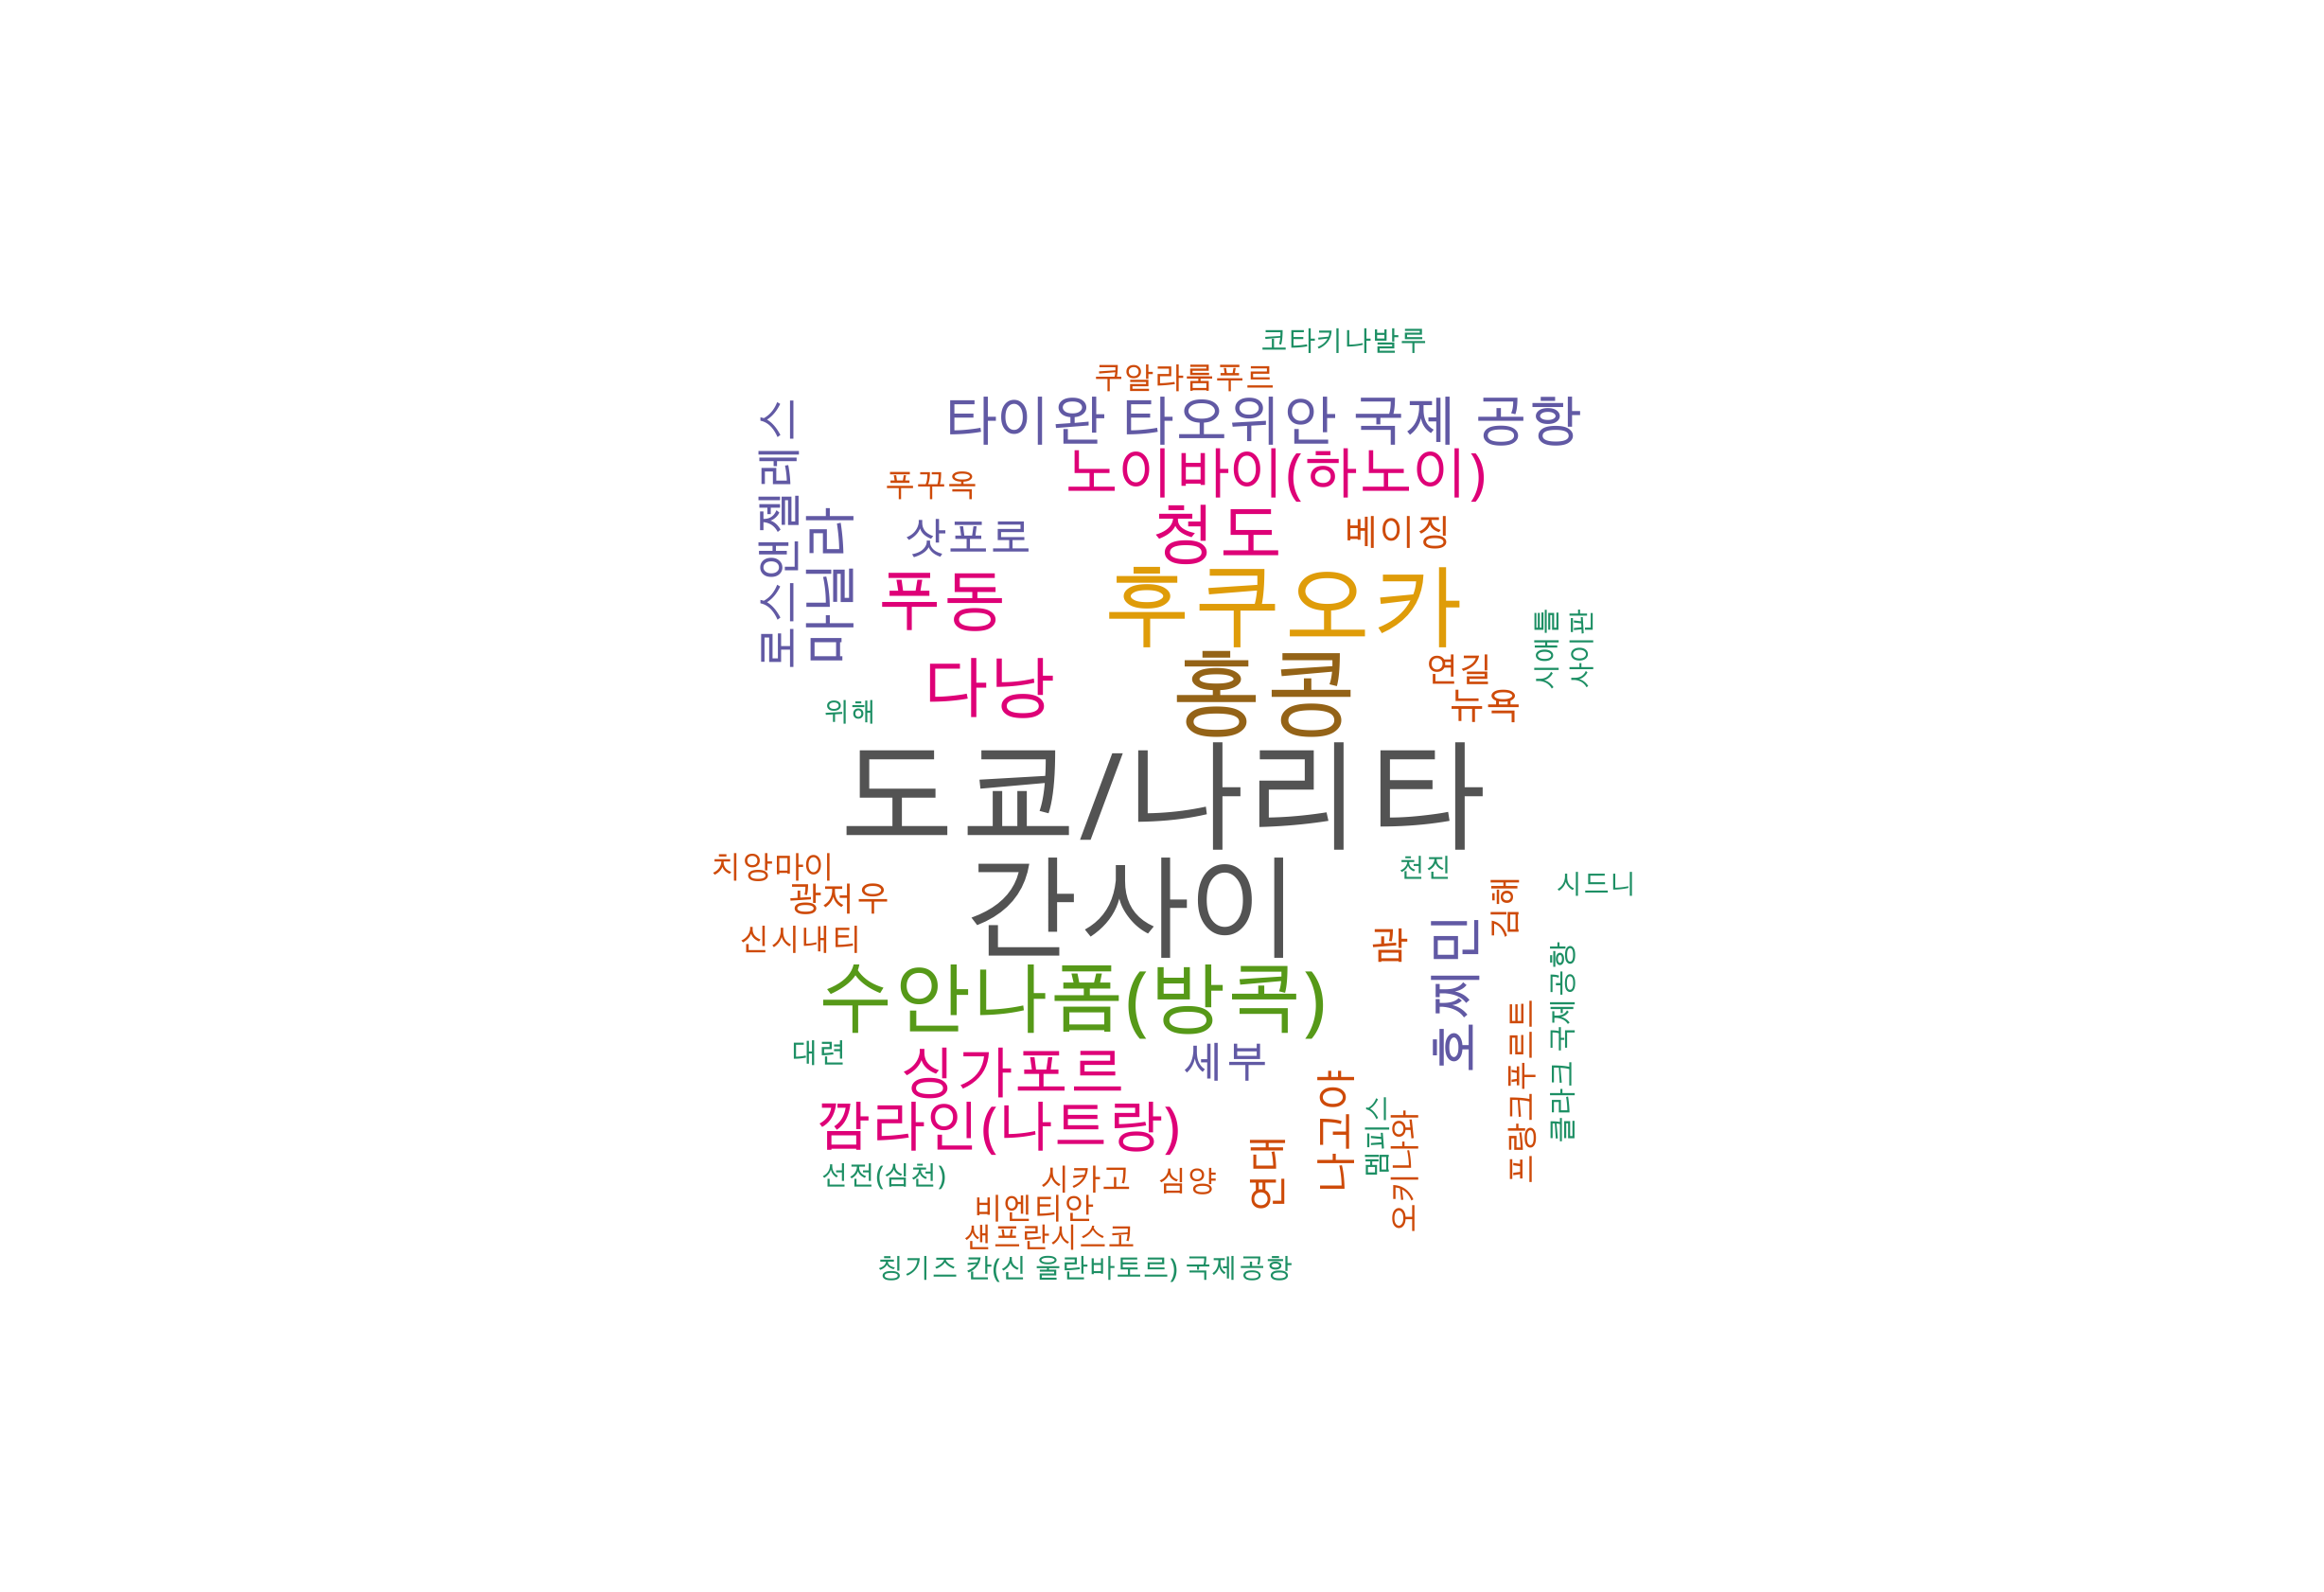 코타키나발루
쿠알라룸푸르
타이완 타오위안 국제 공항
노이바이(하노이)
로스앤젤레스
마닐라
푸꾸옥
삿포로
칭도
베이징
푸동
후쿠오카
다낭
홍콩
시애틀
사이판
연길
뉴욕
위해
도쿄/나리타
치앙마이
간사이
천진
시드니
광저우
신시내티
괌
호찌민
김해
수안나품(방콕)
대련
싱가포르
세부
클라크 국제공항
프랑크푸르트
깜라인(나트랑)
나고야
웬저우
타슈켄트
오키나와
심천(선전)
시카고
심양
비엔티안
샌프란시스코
칭기즈 칸(신 울란바토르) 국제공항